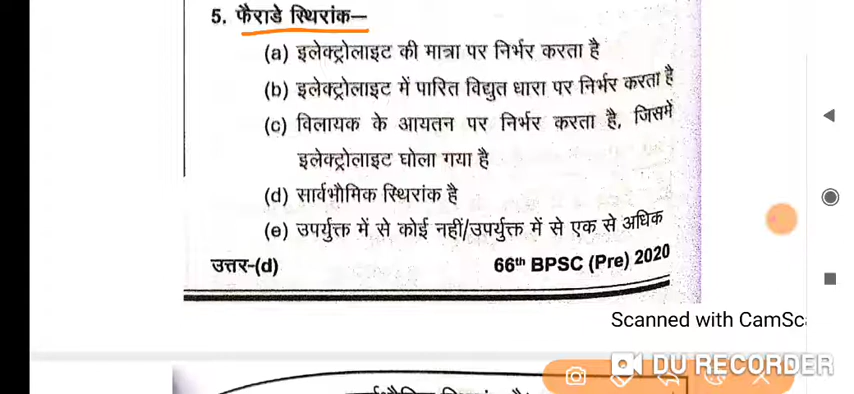 5. फैराडे स्थिरांक—
(a) इलेक्ट्रोलाइट की मात्रा पर निर्भर करता है
(b) इलेक्ट्रोलाइट में पारित विद्युत धारा पर निर्भर करता है
(c) विलायक के आयतन पर निर्भर करता है, जिसमें
इलेक्ट्रोलाइट घोला गया है
(d) सार्वभौमिक स्थिरांक है
(e) उपर्युक्त में से कोई नहीं/उपर्युक्त में से एक से अधिक
उत्तर-(d) 66th BPSC (Pre) 2020
Scanned with CamSc
DU RECORDER